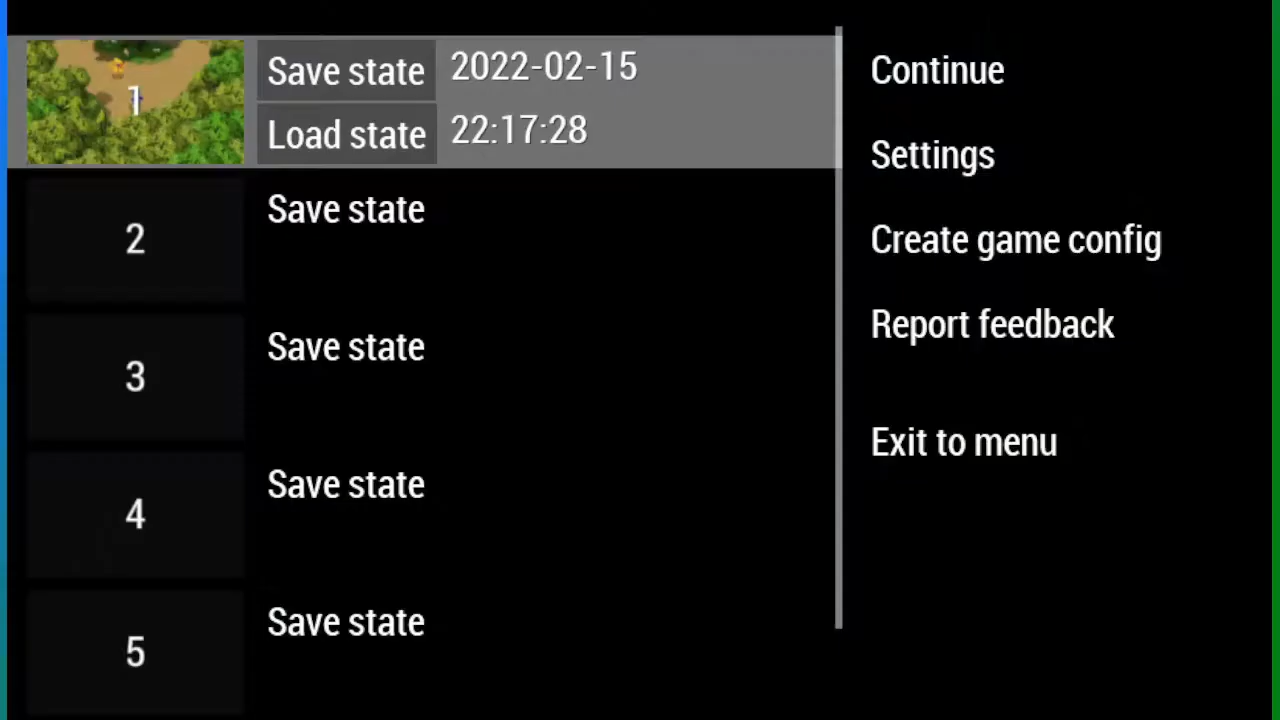 1
Save state
2022-02-15
Load state
22:17:28
2
Save state
3
Save state
4
Save state
5
Save state
Continue
Settings
Create game config
Report feedback
Exit to menu